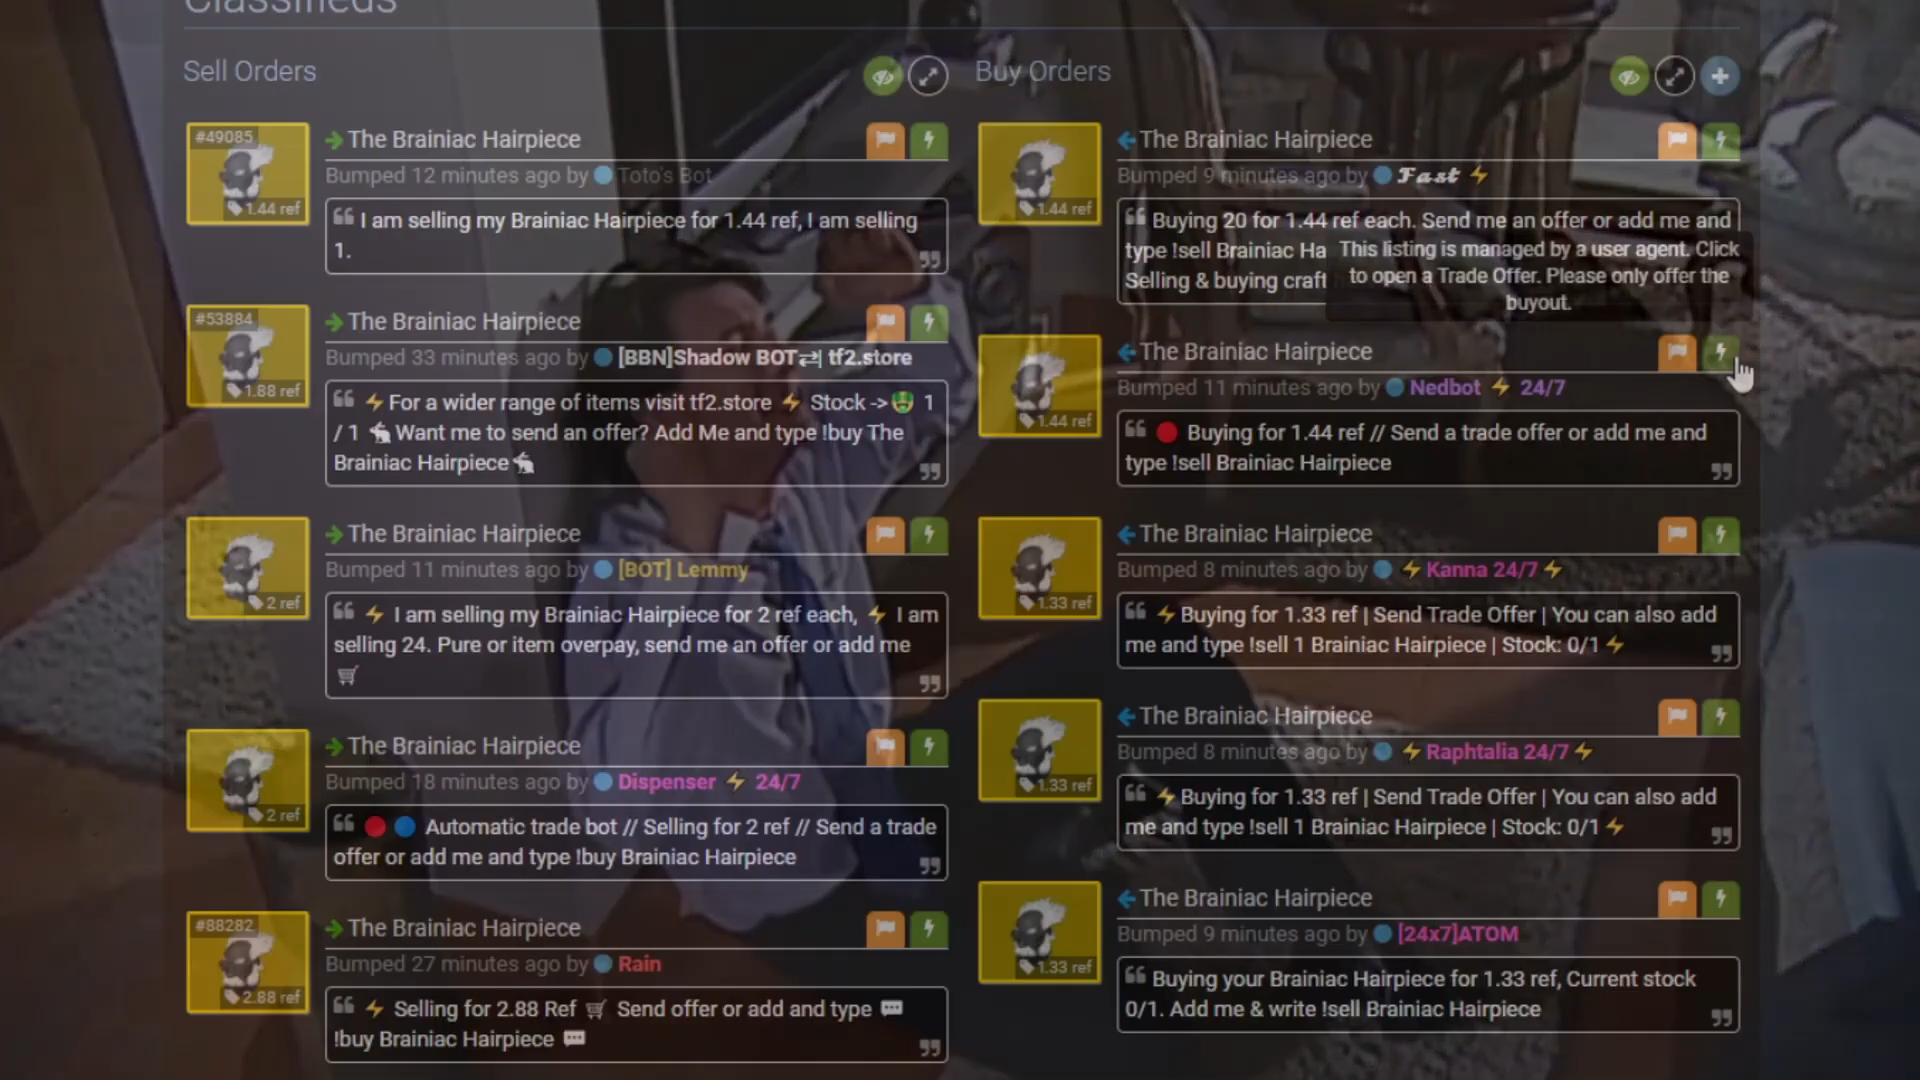 Classifieds
Sell Orders
#49085
1.44 ref
The Brainiac Hairpiece
Bumped 12 minutes ago by Toto's Bot
I am selling my Brainiac Hairpiece for 1.44 ref, I am selling
1.
#53884
1.88 ref
The Brainiac Hairpiece
Bumped 33 minutes ago by [BBN]Shadow BOT⇄| tf2.store
⚡For a wider range of items visit tf2.store ⚡ Stock -> 1
/ 1 🐇 Want me to send an offer? Add Me and type !buy The
Brainiac Hairpiece🐇
2 ref
The Brainiac Hairpiece
Bumped 11 minutes ago by [BOT] Lemmy
⚡ I am selling my Brainiac Hairpiece for 2 ref each, ⚡ I am
selling 24. Pure or item overpay, send me an offer or add me
🛒
2 ref
The Brainiac Hairpiece
Bumped 18 minutes ago by Dispenser ⚡ 24/7
🔴 🔵 Automatic trade bot // Selling for 2 ref // Send a trade
offer or add me and type !buy Brainiac Hairpiece
#88282
2.88 ref
The Brainiac Hairpiece
Bumped 27 minutes ago by Rain
⚡ Selling for 2.88 Ref 🛒 Send offer or add and type 💬
!buy Brainiac Hairpiece 💬
Buy Orders
1.44 ref
The Brainiac Hairpiece
Bumped 9 minutes ago by 𝓕𝓪𝓼𝓽 ⚡
Buying 20 for 1.44 ref each. Send me an offer or add me and
type !sell Brainiac Ha
Selling & buying craft
This listing is managed by a user agent. Click
to open a Trade Offer. Please only offer the
buyout.
1.44 ref
The Brainiac Hairpiece
Bumped 11 minutes ago by Nedbot ⚡ 24/7
🔴 Buying for 1.44 ref // Send a trade offer or add me and
type !sell Brainiac Hairpiece
1.33 ref
The Brainiac Hairpiece
Bumped 8 minutes ago by ⚡Kanna 24/7⚡
⚡Buying for 1.33 ref | Send Trade Offer | You can also add
me and type !sell 1 Brainiac Hairpiece | Stock: 0/1 ⚡
1.33 ref
The Brainiac Hairpiece
Bumped 8 minutes ago by ⚡Raphtalia 24/7⚡
⚡Buying for 1.33 ref | Send Trade Offer | You can also add
me and type !sell 1 Brainiac Hairpiece | Stock: 0/1 ⚡
1.33 ref
The Brainiac Hairpiece
Bumped 9 minutes ago by [24x7]ATOM
Buying your Brainiac Hairpiece for 1.33 ref, Current stock
0/1. Add me & write !sell Brainiac Hairpiece